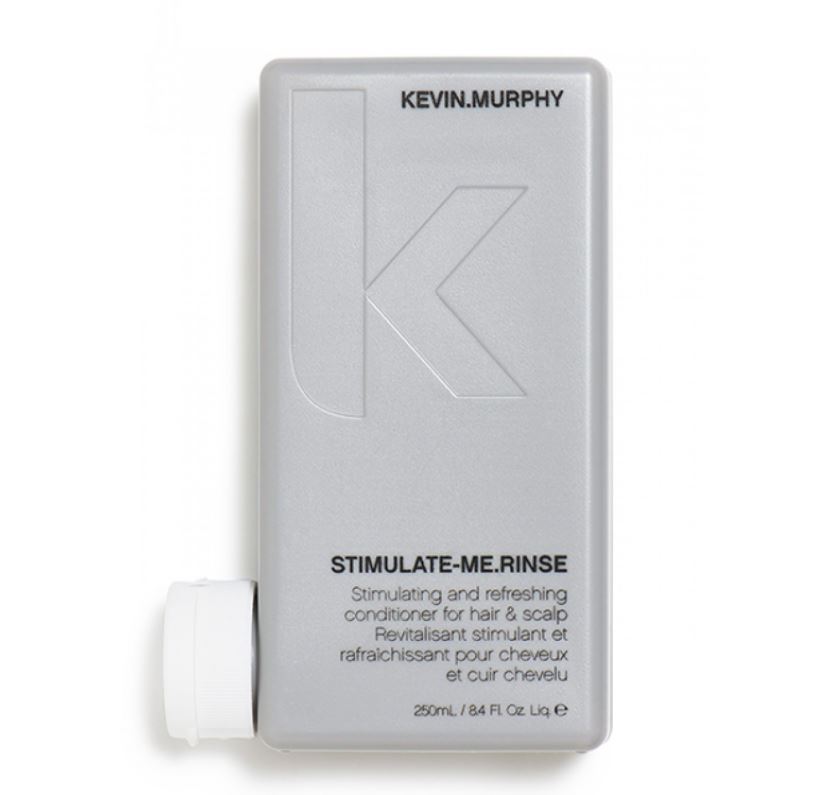 KEVIN.MURPHY
K
STIMULATE-ME.RINSE
Stimulating and refreshing
conditioner for hair & scalp
Revitalisant stimulant et
rafraîchissant pour cheveux
et cuir chevelu
250mL / 8.4 Fl. Oz. Liq. ℮